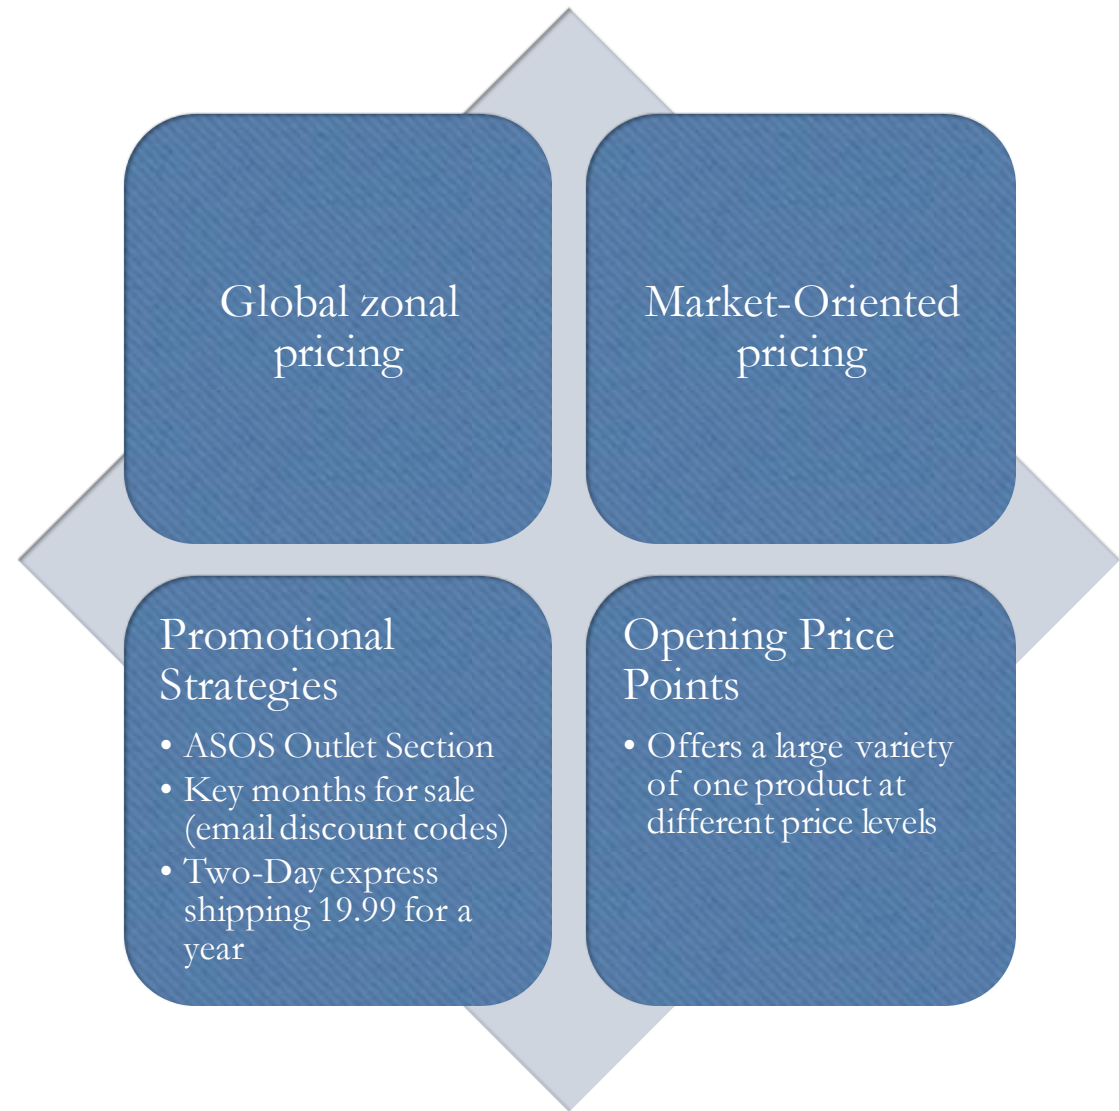 Global zonal
pricing
Market-Oriented
pricing
Promotional
Strategies
• ASOS Outlet Section
• Key months for sale
(email discount codes)
• Two-Day express
shipping 19.99 for a
year
Opening Price
Points
• Offers a large variety
of one product at
different price levels